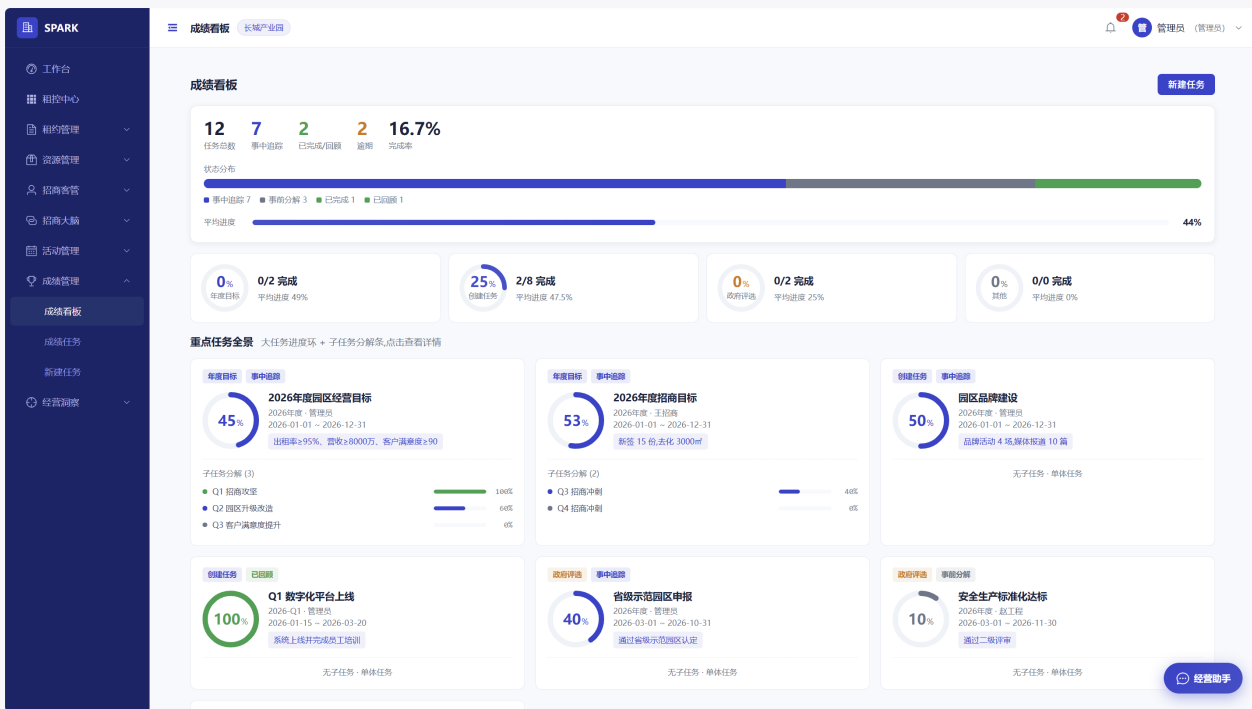 SPARK
成绩看板 长城产业园
2 管 管理员 (管理员)
工作台
租控中心
租约管理
资源管理
招商客管
招商大脑
活动管理
成绩管理
成绩看板
成绩任务
新建任务
经营洞察
成绩看板
新建任务
12 7 2 2 16.7%
任务总数 事中追踪 已完成/回顾 逾期 完成率
状态分布
事中追踪 7 事前分解 3 已完成 1 已回顾 1
平均进度 44%
0%
年度目标
0/2 完成
平均进度 49%
25%
创建任务
2/8 完成
平均进度 47.5%
0%
政府评选
0/2 完成
平均进度 25%
0%
其他
0/0 完成
平均进度 0%
重点任务全景 大任务进度环 + 子任务分解条,点击查看详情
年度目标 事中追踪
45%
2026年度园区经营目标
2026年度 · 管理员
2026-01-01 ~ 2026-12-31
出租率≥95%、营收≥8000万、客户满意度≥90
子任务分解 (3)
Q1 招商攻坚 100%
Q2 园区升级改造 60%
Q3 客户满意度提升 0%
年度目标 事中追踪
53%
2026年度招商目标
2026年度 · 王招商
2026-01-01 ~ 2026-12-31
新签 15 份,去化 3000㎡
子任务分解 (2)
Q3 招商冲刺 40%
Q4 招商冲刺 0%
创建任务 事中追踪
50%
园区品牌建设
2026年度 · 管理员
2026-01-01 ~ 2026-12-31
品牌活动 4 场,媒体报道 10 篇
无子任务 · 单体任务
创建任务 已回顾
100%
Q1 数字化平台上线
2026-Q1 · 管理员
2026-01-15 ~ 2026-03-20
系统上线并完成员工培训
无子任务 · 单体任务
政府评选 事中追踪
40%
省级示范园区申报
2026年度 · 管理员
2026-03-01 ~ 2026-10-31
通过省级示范园区认定
无子任务 · 单体任务
政府评选 事前分解
10%
安全生产标准化达标
2026年度 · 赵工程
2026-03-01 ~ 2026-11-30
通过二级评审
无子任务 · 单体任务
经营助手